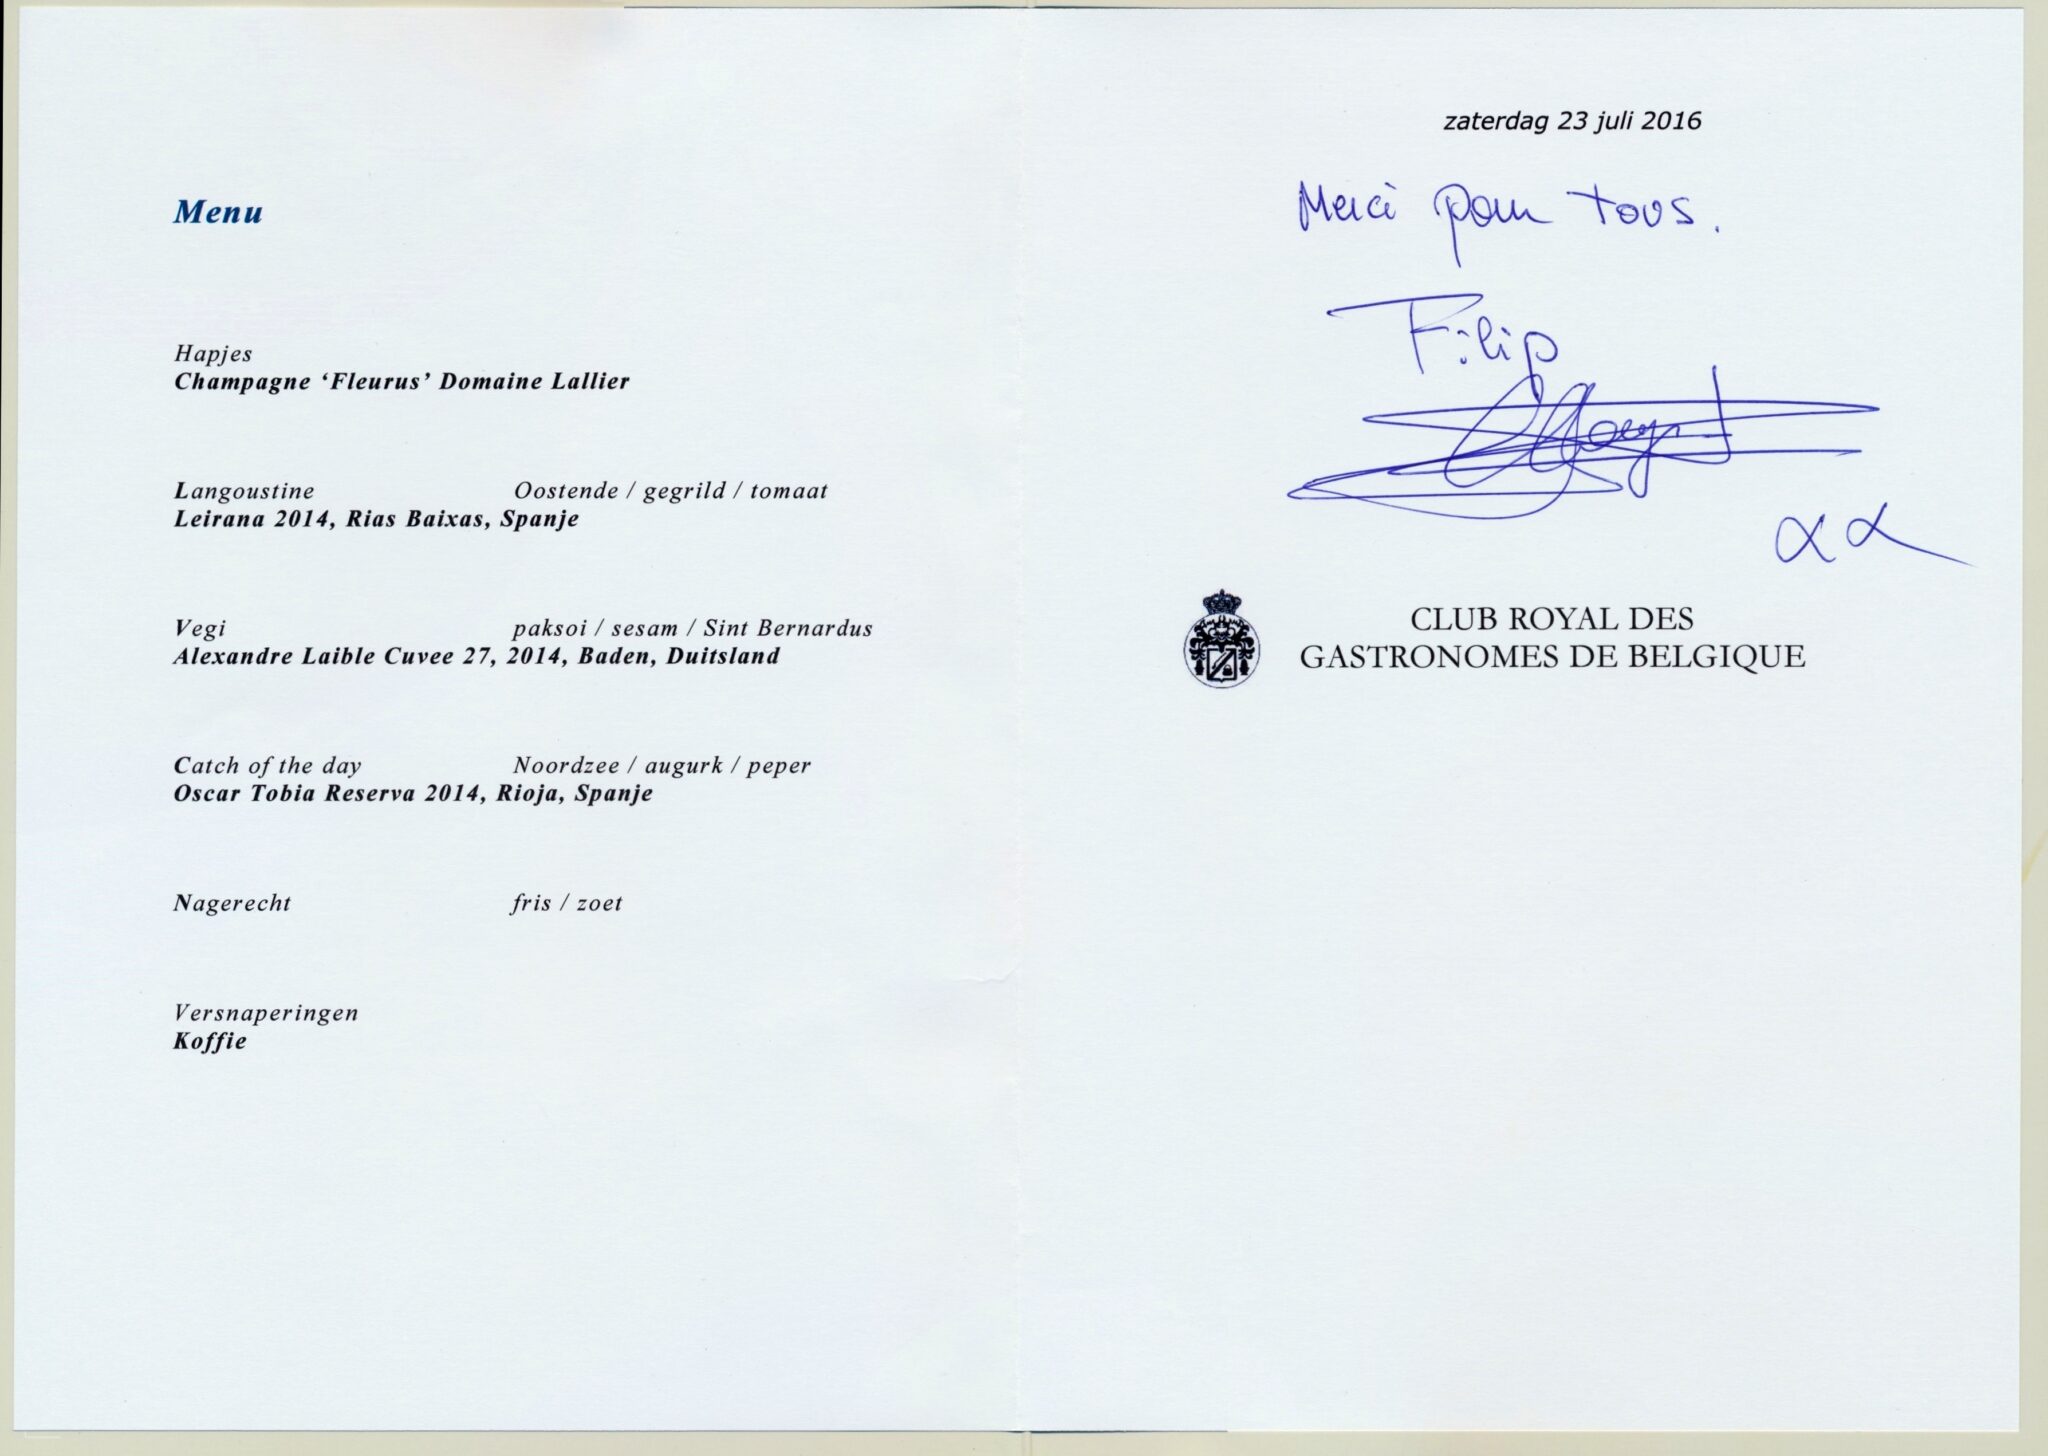 Menu
Hapjes
Champagne ‘Fleurus’ Domaine Lallier
Langoustine Oostende / gegrild / tomaat
Leirana 2014, Rias Baixas, Spanje
Vegi paksoi / sesam / Sint Bernardus
Alexandre Laible Cuvee 27, 2014, Baden, Duitsland
Catch of the day Noordzee / augurk / peper
Oscar Tobia Reserva 2014, Rioja, Spanje
Nagerecht fris / zoet
Versnaperingen
Koffie
zaterdag 23 juli 2016
Merci pour tous.
Filip
CLUB ROYAL DES
GASTRONOMES DE BELGIQUE